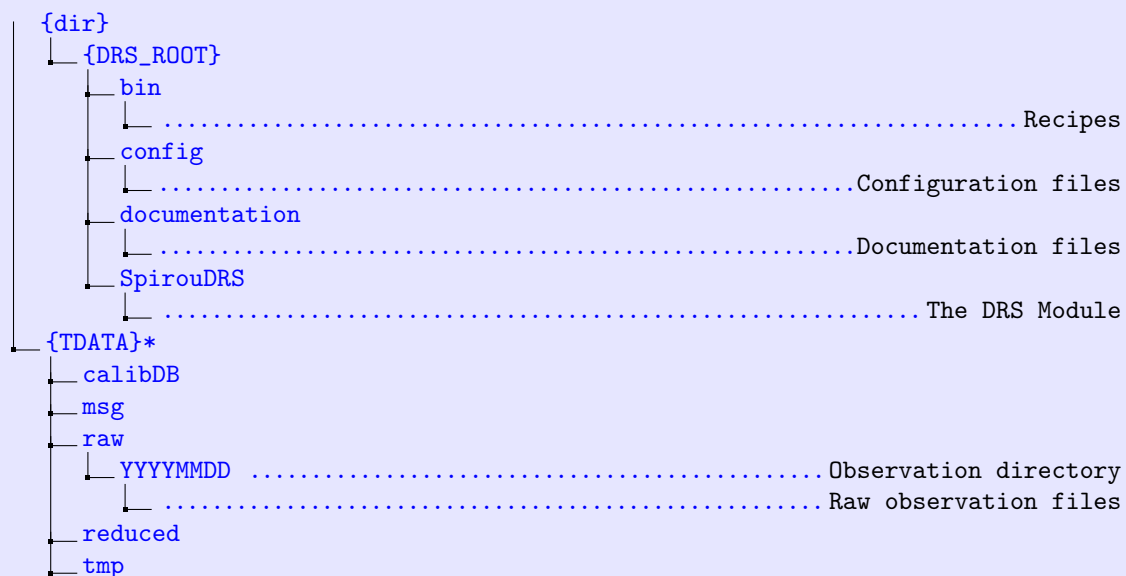 {dir}
{DRS_ROOT}
bin
........................................................................ Recipes
config
........................................................Configuration files
documentation
........................................................Documentation files
SpirouDRS
............................................................. The DRS Module
{TDATA}*
calibDB
msg
raw
YYYYMMDD .............................................. Observation directory
..................................................... Raw observation files
reduced
tmp